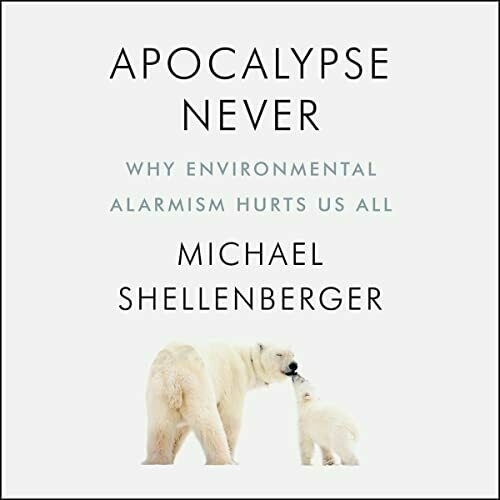 APOCALYPSE
NEVER
WHY ENVIRONMENTAL
ALARMISM HURTS US ALL
MICHAEL
SHELLENBERGER